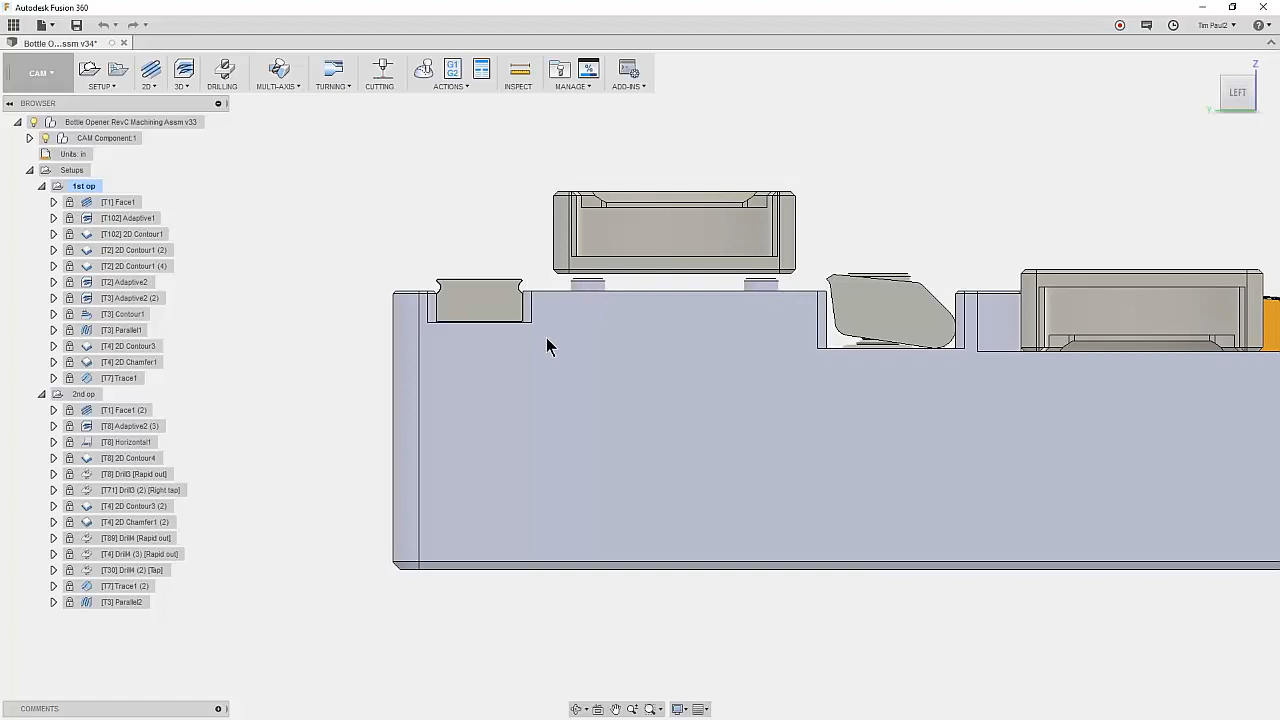 Autodesk Fusion 360
Tim Paul2
Bottle O...ssm v34*
CAM
SETUP
2D
3D
DRILLING
MULTI-AXIS
TURNING
CUTTING
G1
G2
ACTIONS
INSPECT
MANAGE
ADD-INS
BROWSER
Bottle Opener RevC Machining Assm v33
CAM Component:1
Units: in
Setups
1st op
[T1] Face1
[T102] Adaptive1
[T102] 2D Contour1
[T2] 2D Contour1 (2)
[T2] 2D Contour1 (4)
[T2] Adaptive2
[T3] Adaptive2 (2)
[T3] Contour1
[T3] Parallel1
[T4] 2D Contour3
[T4] 2D Chamfer1
[T7] Trace1
2nd op
[T1] Face1 (2)
[T8] Adaptive2 (3)
[T8] Horizontal1
[T8] 2D Contour4
[T8] Drill3 [Rapid out]
[T71] Drill3 (2) [Right tap]
[T4] 2D Contour3 (2)
[T4] 2D Chamfer1 (2)
[T89] Drill4 [Rapid out]
[T4] Drill4 (3) [Rapid out]
[T30] Drill4 (2) [Tap]
[T7] Trace1 (2)
[T3] Parallel2
Z
LEFT
Y
COMMENTS